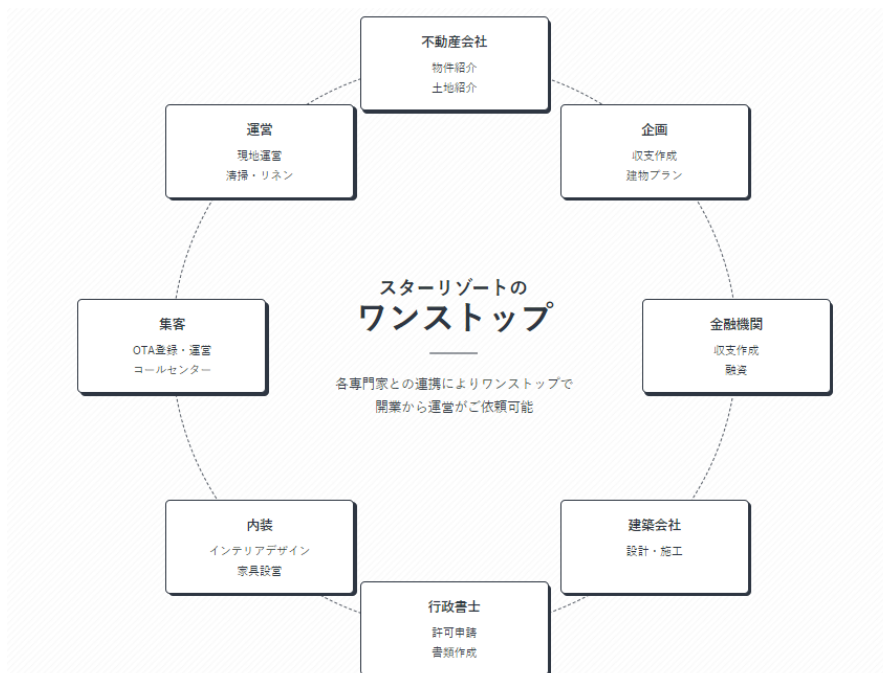 不動産会社
物件紹介
土地紹介
企画
収支作成
建物プラン
金融機関
収支作成
融資
建築会社
設計・施工
行政書士
許可申請
書類作成
内装
インテリアデザイン
家具設営
集客
OTA登録・運営
コールセンター
運営
現地運営
清掃・リネン
スターリゾートの
ワンストップ
各専門家との連携によりワンストップで
開業から運営がご依頼可能